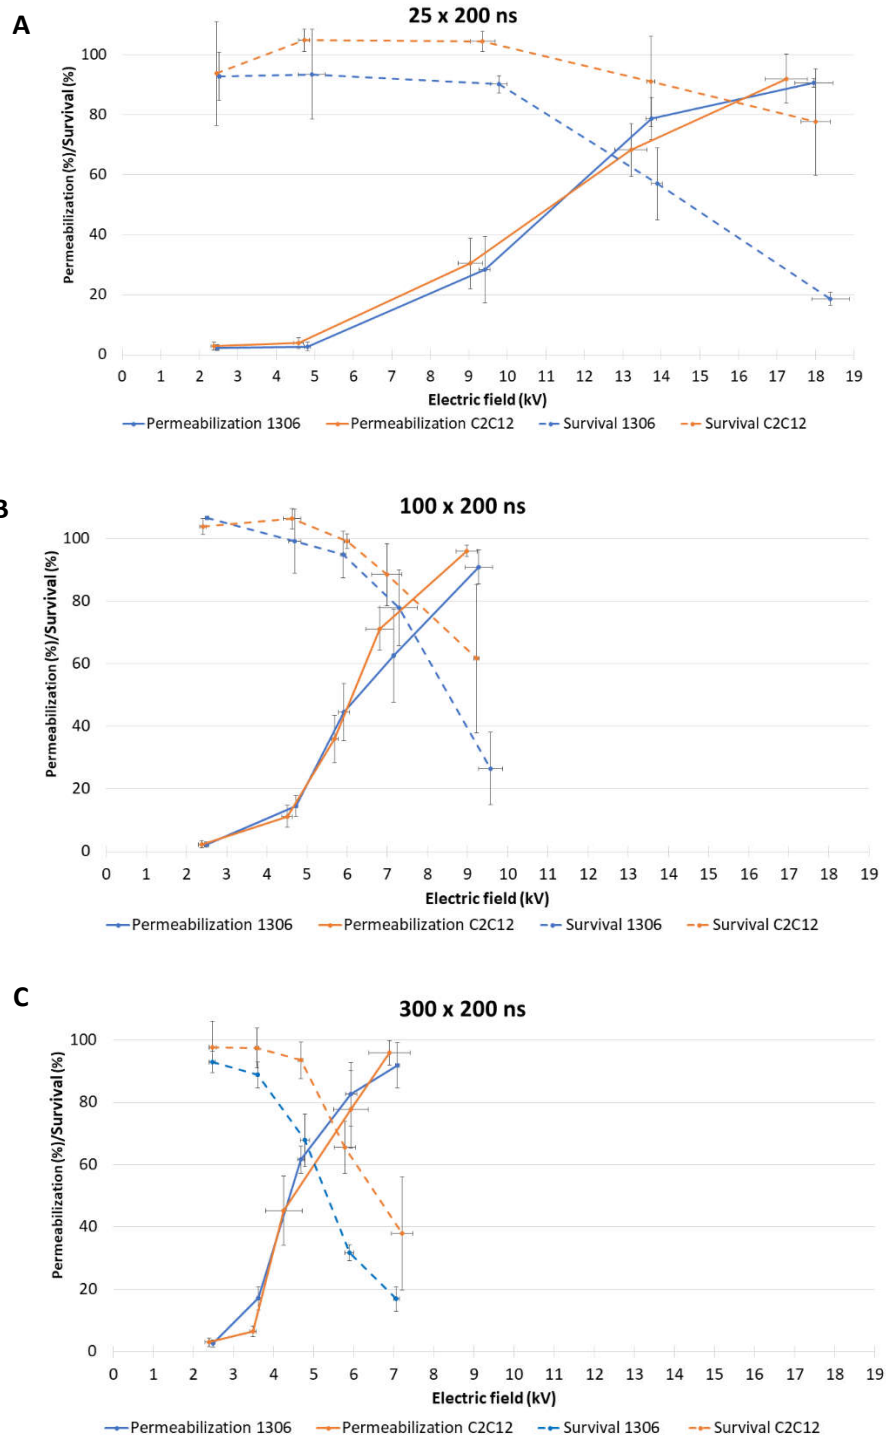 A
25 x 200 ns
Permeabilization (%)/Survival (%)
100
80
60
40
20
0
0 1 2 3 4 5 6 7 8 9 10 11 12 13 14 15 16 17 18 19
Electric field (kV)
Permeabilization 1306 Permeabilization C2C12 Survival 1306 Survival C2C12
B
100 x 200 ns
Permeabilization (%)/Survival (%)
100
80
60
40
20
0
0 1 2 3 4 5 6 7 8 9 10 11 12 13 14 15 16 17 18 19
Electric field (kV)
Permeabilization 1306 Permeabilization C2C12 Survival 1306 Survival C2C12
C
300 x 200 ns
Permeabilization (%)/Survival (%)
100
80
60
40
20
0
0 1 2 3 4 5 6 7 8 9 10 11 12 13 14 15 16 17 18 19
Electric field (kV)
Permeabilization 1306 Permeabilization C2C12 Survival 1306 Survival C2C12